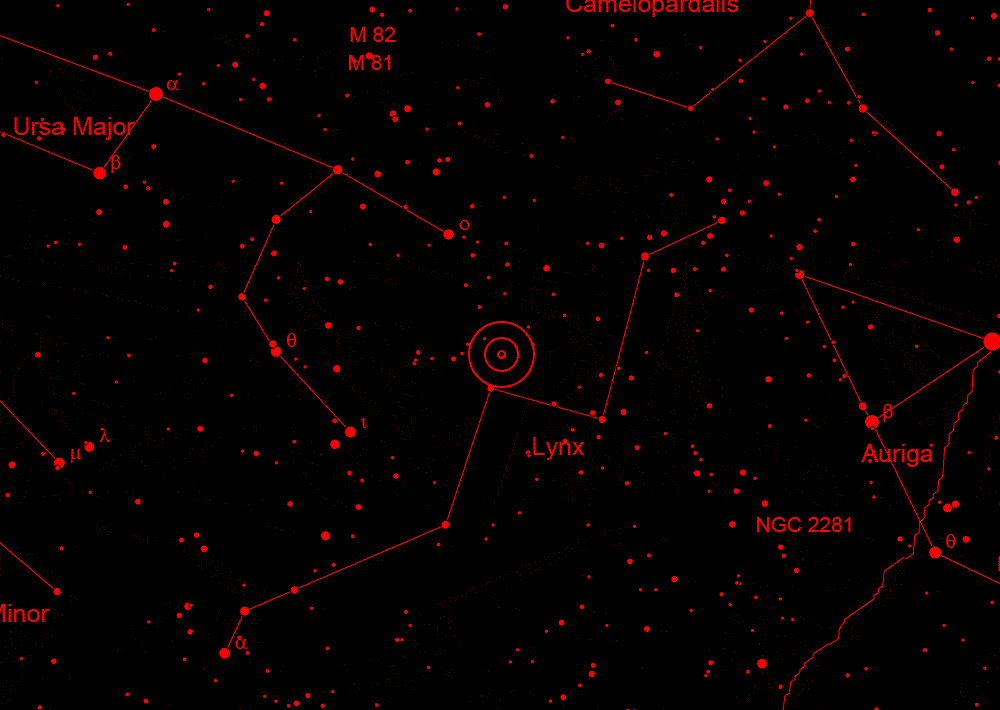 Camelopardalis
M 82
M 81
α
Ursa Major
β
ο
θ
β
ι
λ
μ
Lynx
Auriga
NGC 2281
θ
Minor
α